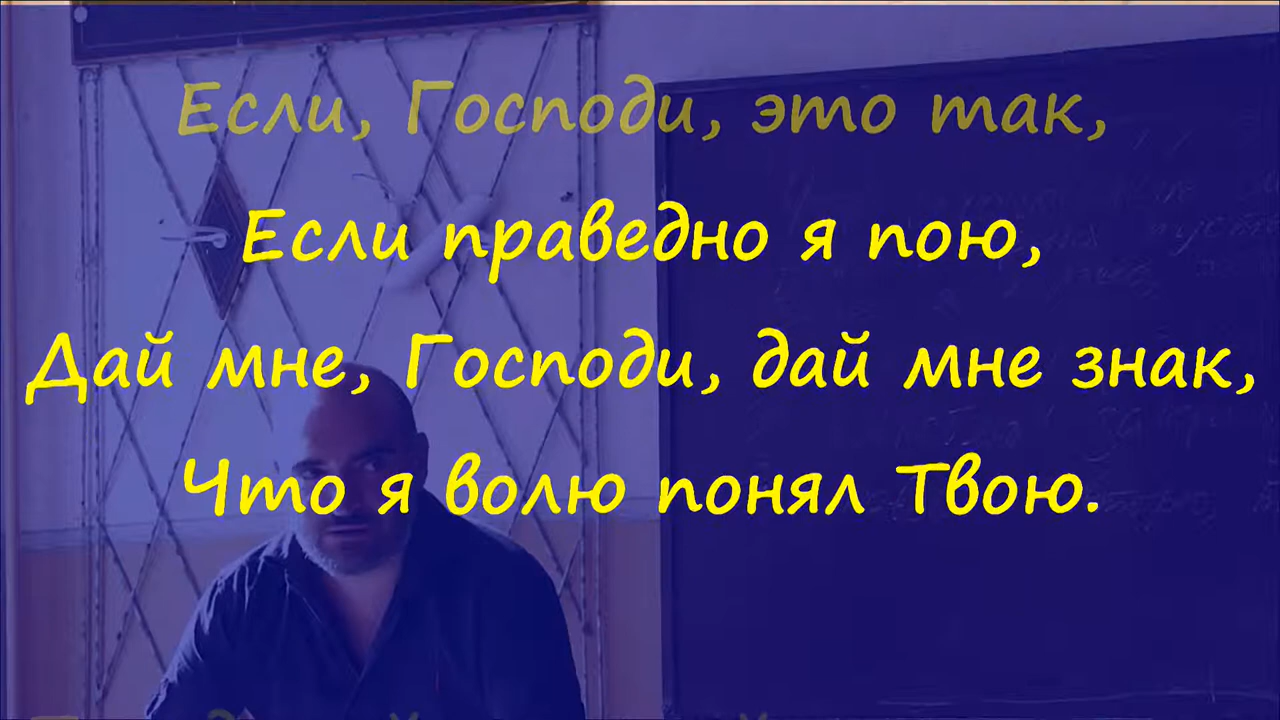 Если, Господи, это так,
Если праведно я пою,
Дай мне, Господи, дай мне знак,
Что я волю понял Твою.